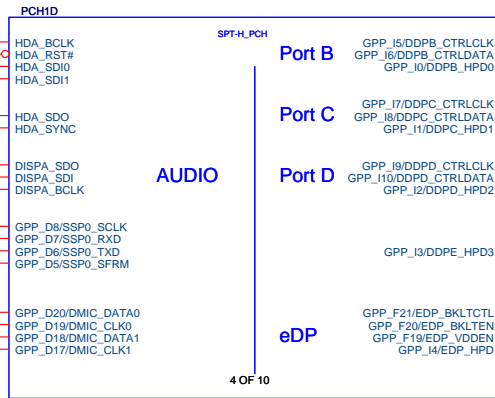 PCH1D
SPT-H_PCH
HDA_BCLK
HDA_RST#
HDA_SDI0
HDA_SDI1
HDA_SDO
HDA_SYNC
DISPA_SDO
DISPA_SDI
DISPA_BCLK
GPP_D8/SSP0_SCLK
GPP_D7/SSP0_RXD
GPP_D6/SSP0_TXD
GPP_D5/SSP0_SFRM
GPP_D20/DMIC_DATA0
GPP_D19/DMIC_CLK0
GPP_D18/DMIC_DATA1
GPP_D17/DMIC_CLK1
AUDIO
Port B
GPP_I5/DDPB_CTRLCLK
GPP_I6/DDPB_CTRLDATA
GPP_I0/DDPB_HPD0
Port C
GPP_I7/DDPC_CTRLCLK
GPP_I8/DDPC_CTRLDATA
GPP_I1/DDPC_HPD1
Port D
GPP_I9/DDPD_CTRLCLK
GPP_I10/DDPD_CTRLDATA
GPP_I2/DDPD_HPD2
GPP_I3/DDPE_HPD3
eDP
GPP_F21/EDP_BKLTCTL
GPP_F20/EDP_BKLTEN
GPP_F19/EDP_VDDEN
GPP_I4/EDP_HPD
4 OF 10